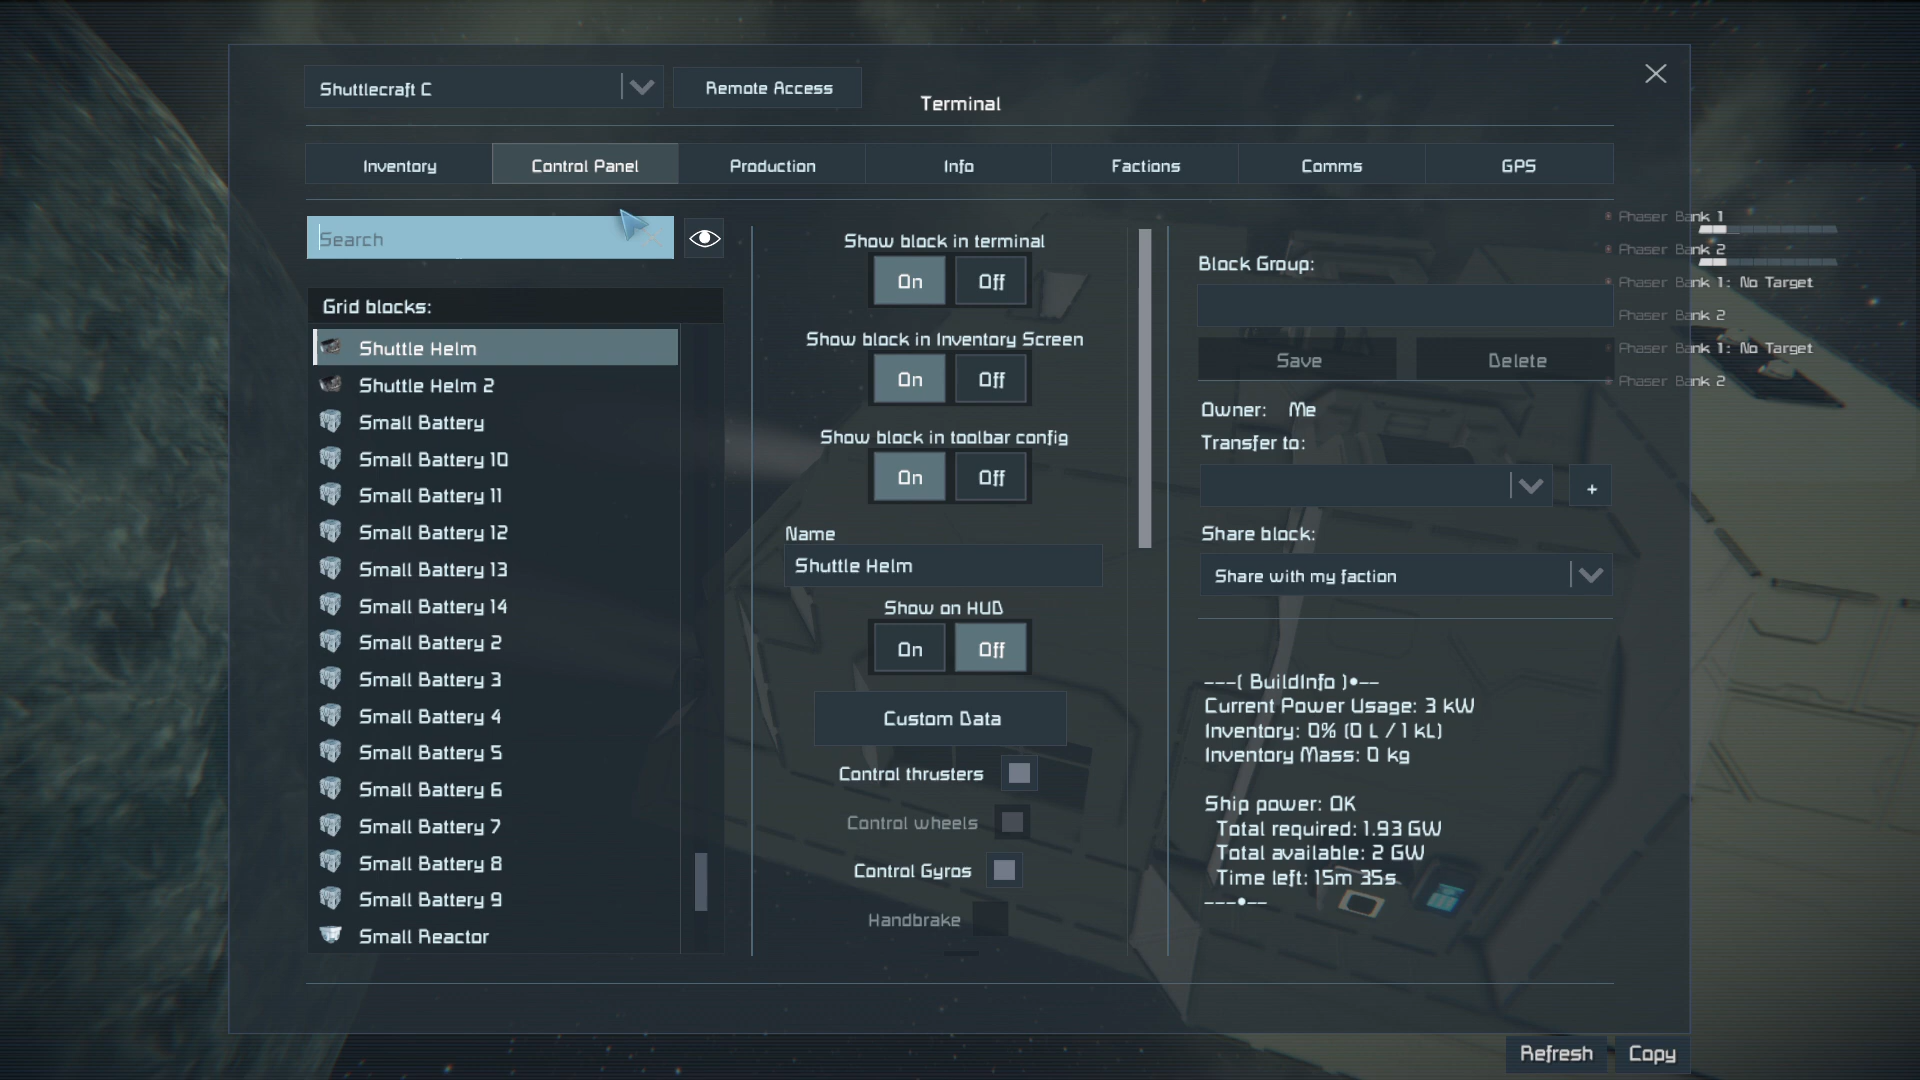 Shuttlecraft C
Remote Access
Terminal
Inventory
Control Panel
Production
Info
Factions
Comms
GPS
Search
Grid blocks:
Shuttle Helm
Shuttle Helm 2
Small Battery
Small Battery 10
Small Battery 11
Small Battery 12
Small Battery 13
Small Battery 14
Small Battery 2
Small Battery 3
Small Battery 4
Small Battery 5
Small Battery 6
Small Battery 7
Small Battery 8
Small Battery 9
Small Reactor
Show block in terminal
On Off
Show block in Inventory Screen
On Off
Show block in toolbar config
On Off
Name
Shuttle Helm
Show on HUD
On Off
Custom Data
Control thrusters
Control wheels
Control Gyros
Handbrake
Block Group:
Save Delete
Owner: Me
Transfer to:
+
Share block:
Share with my faction
---( BuildInfo )•--
Current Power Usage: 3 kW
Inventory: 0% (0 L / 1 kL)
Inventory Mass: 0 kg
Ship power: OK
Total required: 1.93 GW
Total available: 2 GW
Time left: 15m 35s
---•--
Phaser Bank 1
Phaser Bank 2
Phaser Bank 1: No Target
Phaser Bank 2
Phaser Bank 1: No Target
Phaser Bank 2
Refresh
Copy